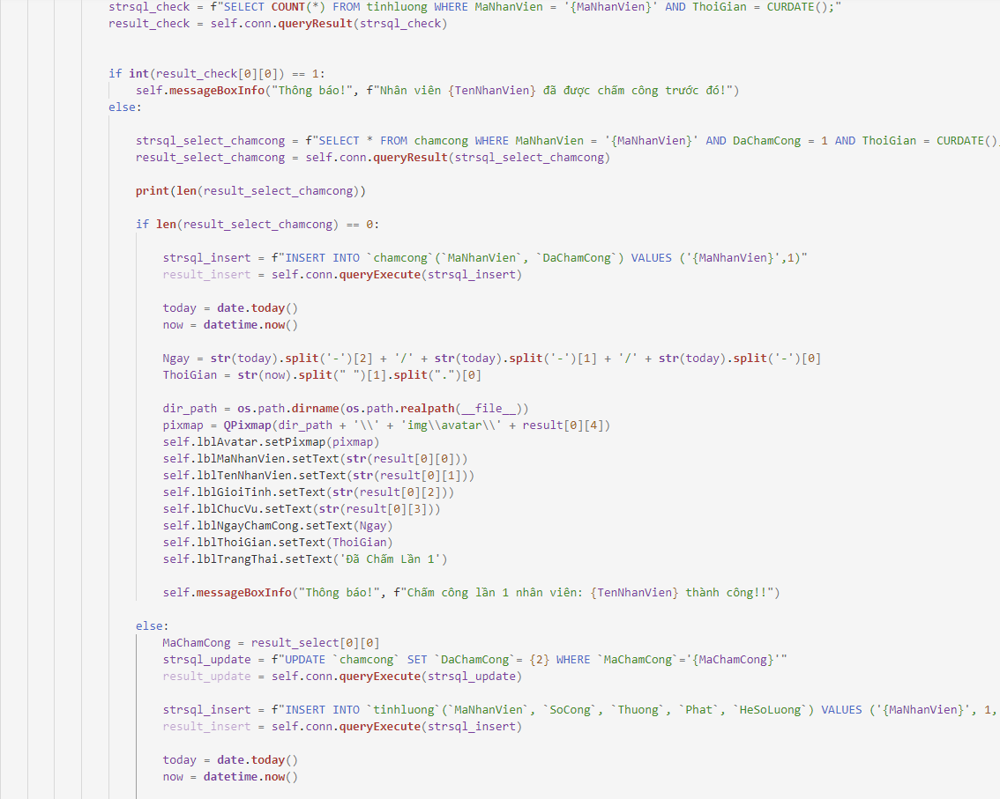 strsql_check = f"SELECT COUNT(*) FROM tinhluong WHERE MaNhanVien = '{MaNhanVien}' AND ThoiGian = CURDATE();"
result_check = self.conn.queryResult(strsql_check)
if int(result_check[0][0]) == 1:
self.messageBoxInfo("Thông báo!", f"Nhân viên {TenNhanVien} đã được chấm công trước đó!")
else:
strsql_select_chamcong = f"SELECT * FROM chamcong WHERE MaNhanVien = '{MaNhanVien}' AND DaChamCong = 1 AND ThoiGian = CURDATE()
result_select_chamcong = self.conn.queryResult(strsql_select_chamcong)
print(len(result_select_chamcong))
if len(result_select_chamcong) == 0:
strsql_insert = f"INSERT INTO `chamcong`(`MaNhanVien`, `DaChamCong`) VALUES ('{MaNhanVien}',1)"
result_insert = self.conn.queryExecute(strsql_insert)
today = date.today()
now = datetime.now()
Ngay = str(today).split('-')[2] + '/' + str(today).split('-')[1] + '/' + str(today).split('-')[0]
ThoiGian = str(now).split(" ")[1].split(".")[0]
dir_path = os.path.dirname(os.path.realpath(__file__))
pixmap = QPixmap(dir_path + '\\' + 'img\\avatar\\' + result[0][4])
self.lblAvatar.setPixmap(pixmap)
self.lblMaNhanVien.setText(str(result[0][0]))
self.lblTenNhanVien.setText(str(result[0][1]))
self.lblGioiTinh.setText(str(result[0][2]))
self.lblChucVu.setText(str(result[0][3]))
self.lblNgayChamCong.setText(Ngay)
self.lblThoiGian.setText(ThoiGian)
self.lblTrangThai.setText('Đã Chấm Lần 1')
self.messageBoxInfo("Thông báo!", f"Chấm công lần 1 nhân viên: {TenNhanVien} thành công!!")
else:
MaChamCong = result_select[0][0]
strsql_update = f"UPDATE `chamcong` SET `DaChamCong`= {2} WHERE `MaChamCong`='{MaChamCong}'"
result_update = self.conn.queryExecute(strsql_update)
strsql_insert = f"INSERT INTO `tinhluong`(`MaNhanVien`, `SoCong`, `Thuong`, `Phat`, `HeSoLuong`) VALUES ('{MaNhanVien}', 1,
result_insert = self.conn.queryExecute(strsql_insert)
today = date.today()
now = datetime.now()